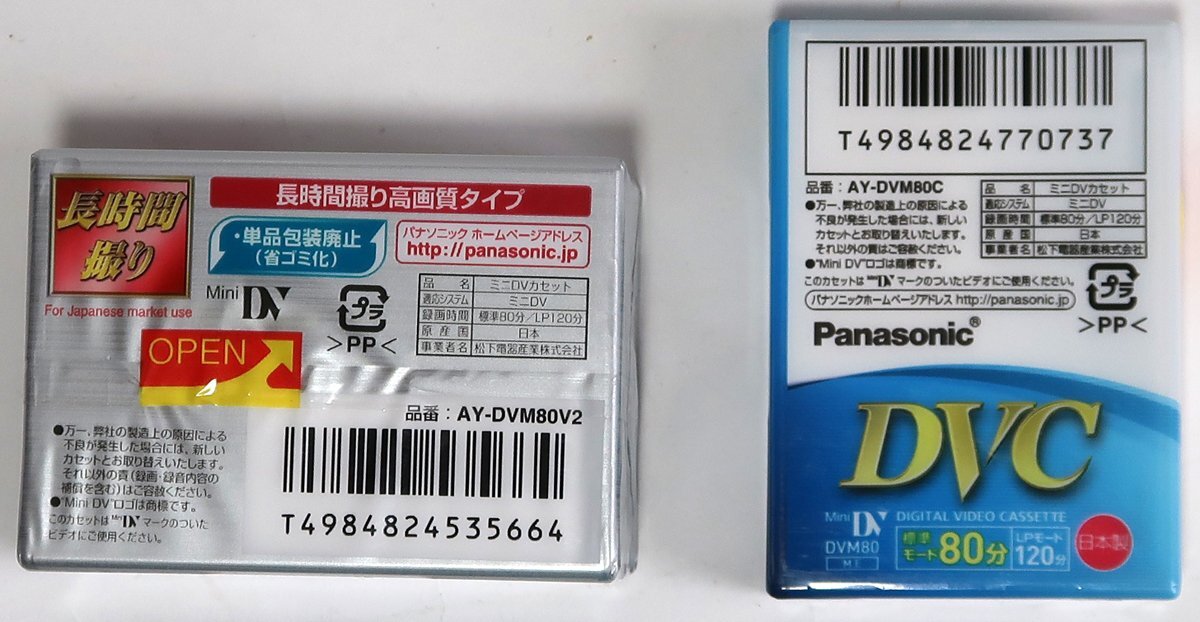 長時間
撮り
For Japanese market use
長時間撮り高画質タイプ
・単品包装廃止
(省ゴミ化)
パナソニック ホームページアドレス
http://panasonic.jp
Mini DV
プラ
>PP<
品 名 ミニDVカセット
適応システム ミニDV
録画時間 標準80分/LP120分
原産国 日本
事業者名 松下電器産業株式会社
OPEN
品番:AY-DVM80V2
●万一、弊社の製造上の原因による
不良が発生した場合には、新しい
カセットとお取り替えいたします。
それ以外の責(録画・録音内容の
補償を含む)はご容赦ください。
●"Mini DV"ロゴは商標です。
このカセットは Mini DV マークのついた
ビデオにご使用ください。
T4984824535664
T4984824770737
品番:AY-DVM80C
●万一、弊社の製造上の原因による
不良が発生した場合には、新しい
カセットとお取替えいたします。
それ以外の責はご容赦ください。
●"Mini DV"ロゴは商標です。
このカセットは Mini DV マークのついたビデオにご使用ください。
パナソニックホームページアドレス http://panasonic.jp
品 名 ミニDVカセット
適応システム ミニDV
録画時間 標準80分/LP120分
原産国 日本
事業者名 松下電器産業株式会社
プラ
>PP<
Panasonic®
DVC
Mini DV DIGITAL VIDEO CASSETTE
DVM80
ME
標準
モード 80分
LPモード
120分
日本製